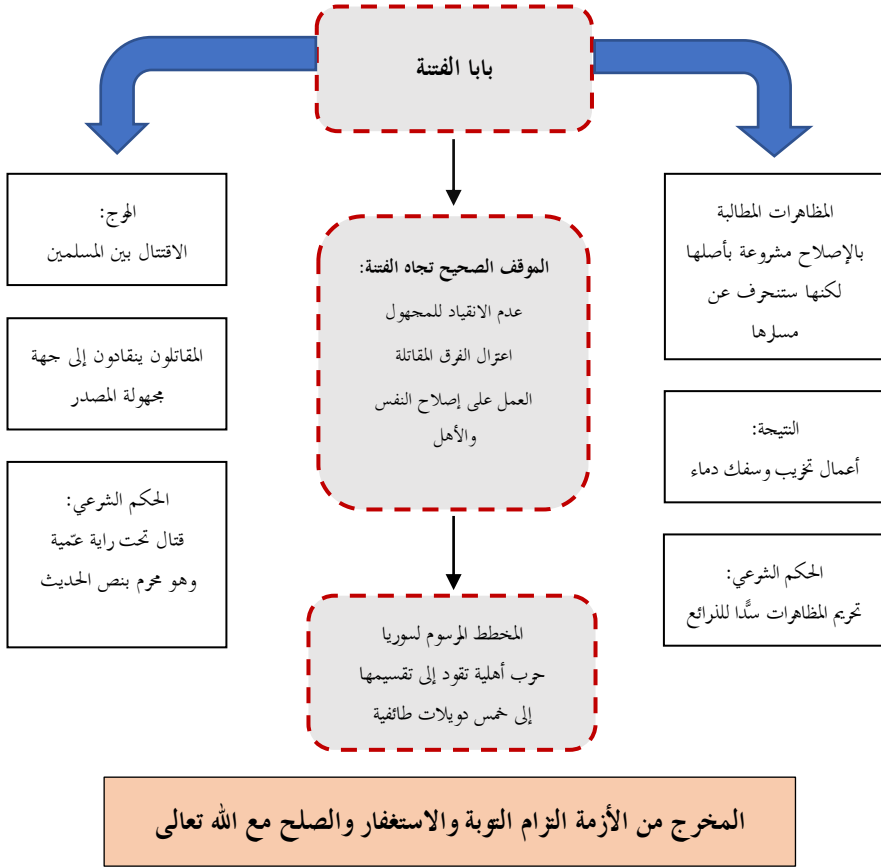 بابا الفتنة
المظاهرات المطالبة
بالإصلاح مشروعة بأصلها
لكنها ستنحرف عن
مسارها
النتيجة:
أعمال تخريب وسفك دماء
الحكم الشرعي:
تحريم المظاهرات سدًّا للذرائع
الموقف الصحيح تجاه الفتنة:
عدم الانقياد للمجهول
اعتزال الفرق المقاتلة
العمل على إصلاح النفس
والأهل
المخطط المرسوم لسوريا
حرب أهلية تقود إلى تقسيمها
إلى خمس دويلات طائفية
الهرج:
الاقتتال بين المسلمين
المقاتلون ينقادون إلى جهة
مجهولة المصدر
الحكم الشرعي:
قتال تحت راية عمّية
وهو محرم بنص الحديث
المخرج من الأزمة التزام التوبة والاستغفار والصلح مع الله تعالى